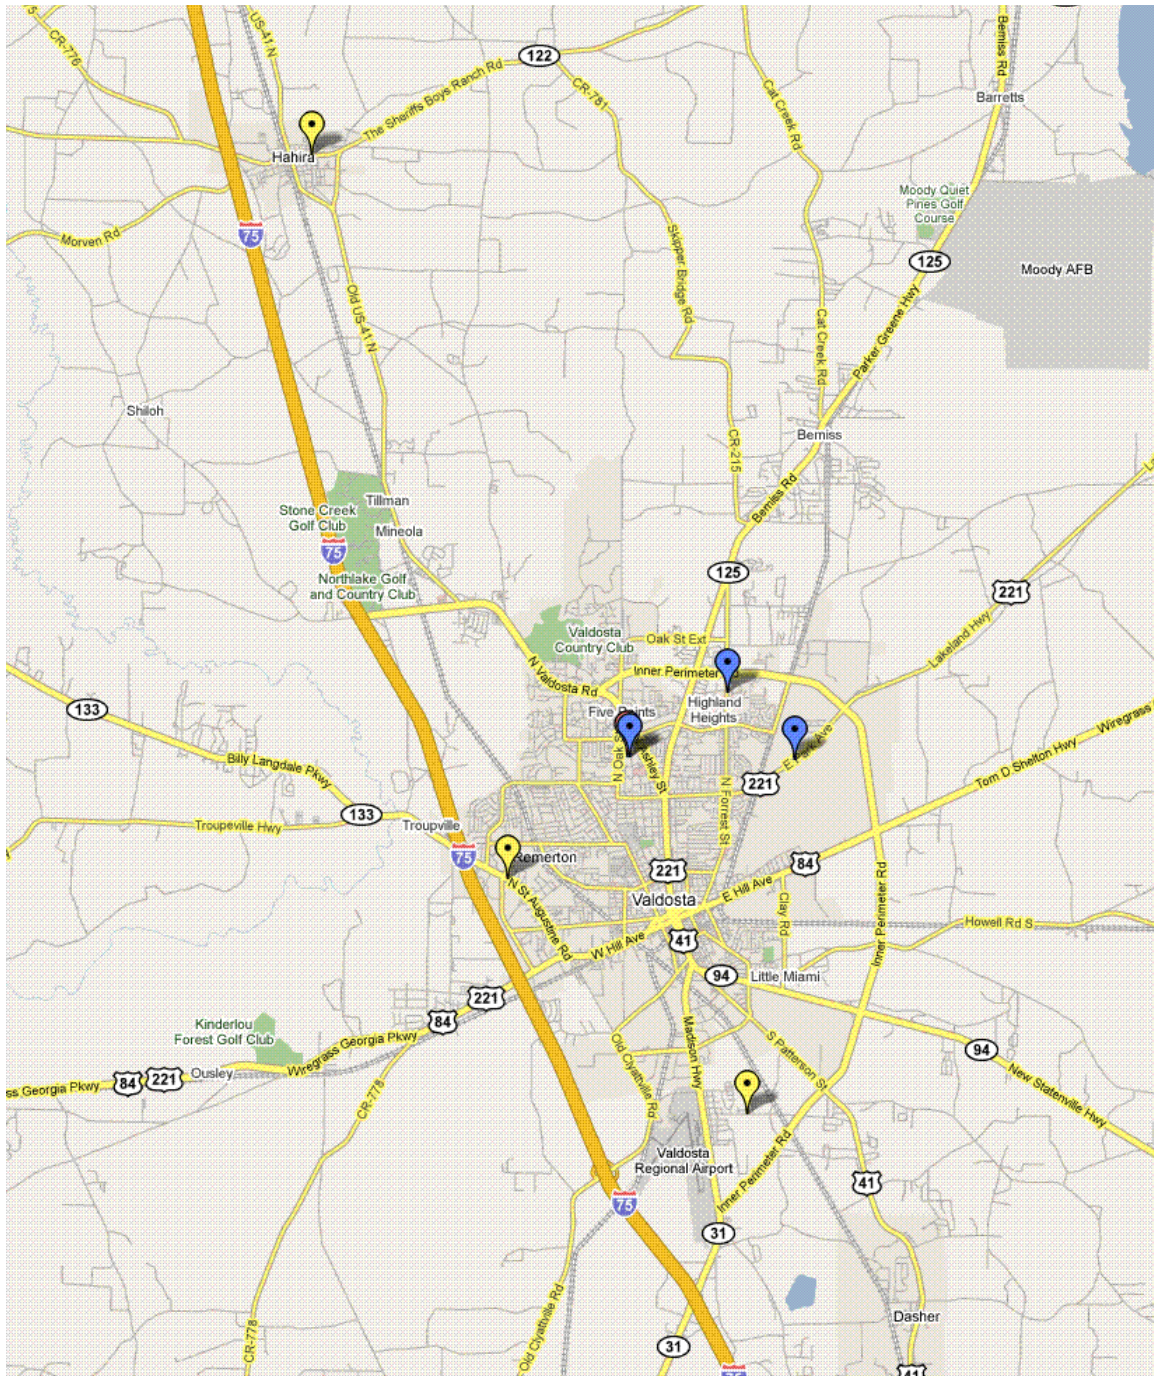 US-41 N
CR-776
122
The Sheriffs Boys Ranch Rd
CR-781
Cat Creek Rd
Bemiss Rd
Barretts
Hahira
Moody Quiet
Pines Golf
Course
Morven Rd
75
125
Moody AFB
Skipper Bridge Rd
Old US-41 N
Cat Creek Rd
Parker Greene Hwy
Shiloh
Bemiss
CR-215
Tillman
Stone Creek
Golf Club
Mineola
Bemiss Rd
75
Northlake Golf
and Country Club
125
221
Lakeland Hwy
Valdosta
Country Club
Oak St Ext
N Valdosta Rd
Inner Perimeter
133
Five Points
Highland
Heights
N Oak
Ashley St
E Park Ave
Wiregrass
Tom D Shelton Hwy
Billy Langdale Pkwy
221
N Forrest St
133
Troupeville Hwy
Troupville
75
Remerton
84
221
N St Augustine Rd
Valdosta
E Hill Ave
Clay Rd
Inner Perimeter Rd
Howell Rd S
W Hill Ave
41
94
Little Miami
221
84
Kinderlou
Forest Golf Club
Wiregrass Georgia Pkwy
Old Clyattville Rd
Madison Hwy
S Patterson St
94
New Statenville Hwy
Ousley
ss Georgia Pkwy
84
221
CR-778
Valdosta
Regional Airport
Inner Perimeter Rd
41
75
31
Old Clyattville Rd
Dasher
CR-778
31
75
41